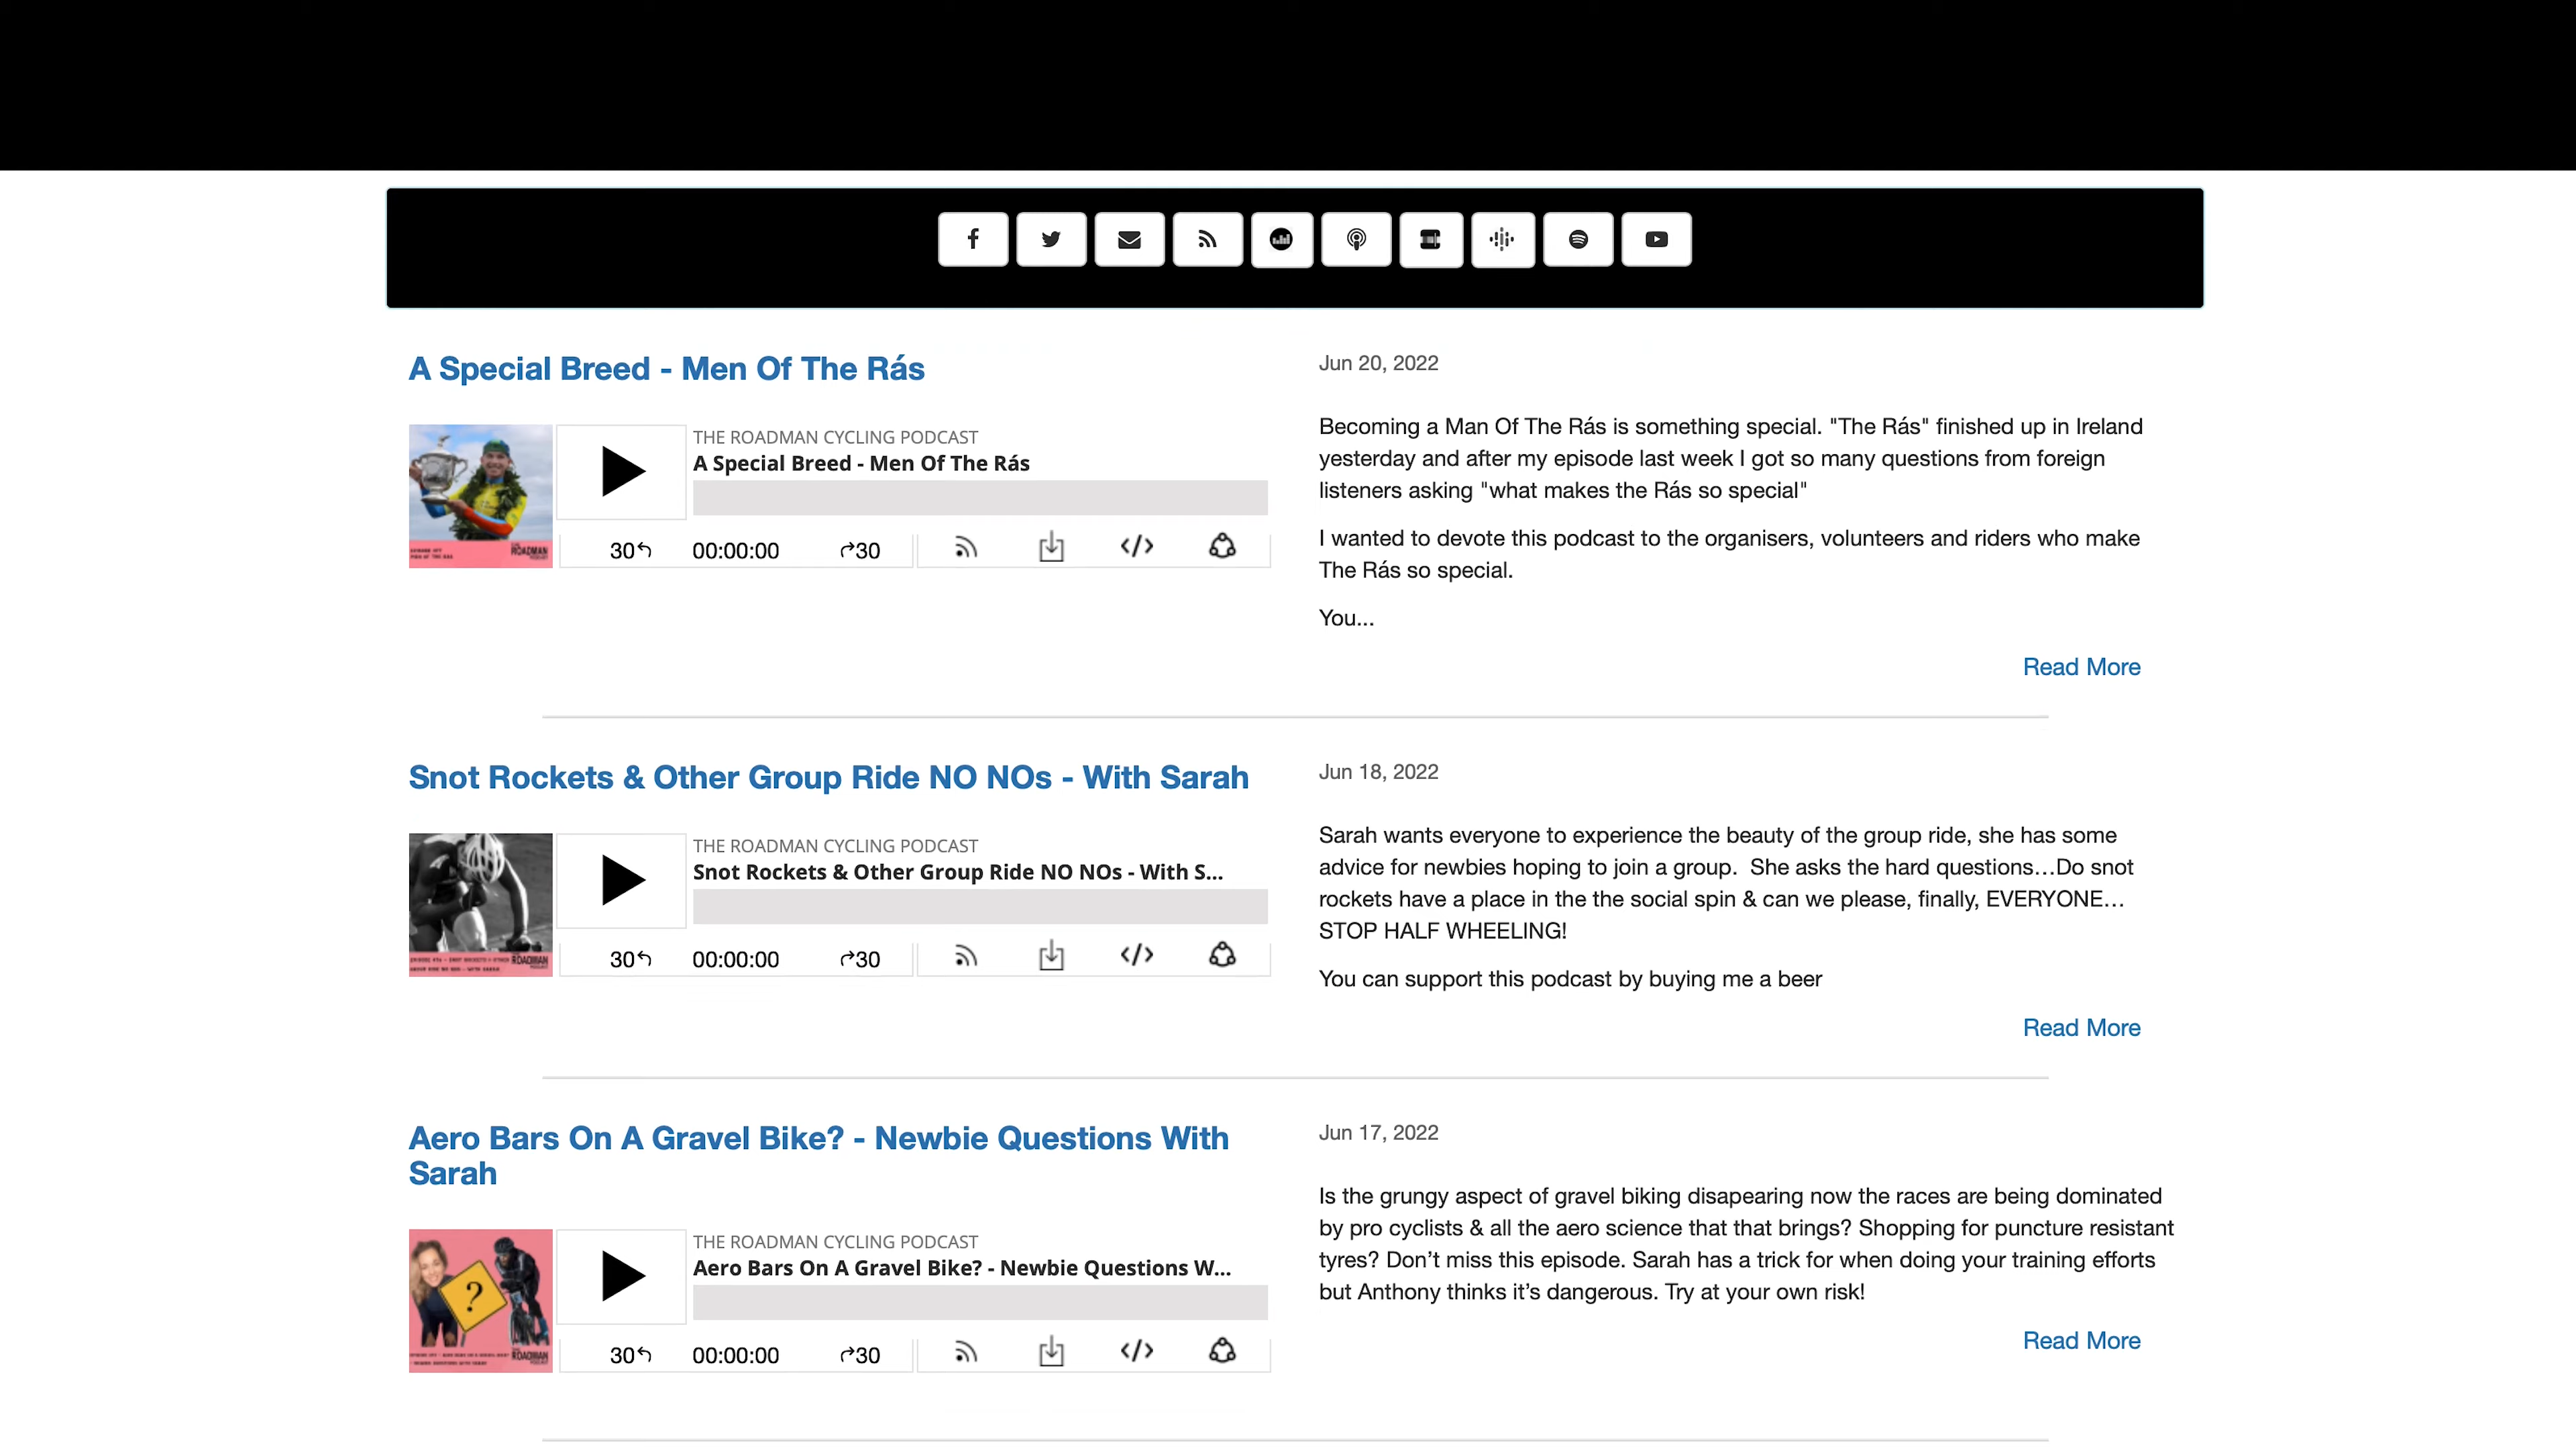 A Special Breed - Men Of The Rás
THE ROADMAN CYCLING PODCAST
A Special Breed - Men Of The Rás
30
00:00:00
30
ROADMAN
Jun 20, 2022
Becoming a Man Of The Rás is something special. "The Rás" finished up in Ireland
yesterday and after my episode last week I got so many questions from foreign
listeners asking "what makes the Rás so special"
I wanted to devote this podcast to the organisers, volunteers and riders who make
The Rás so special.
You...
Read More
Snot Rockets & Other Group Ride NO NOs - With Sarah
THE ROADMAN CYCLING PODCAST
Snot Rockets & Other Group Ride NO NOs - With S...
30
00:00:00
30
ROADMAN
Jun 18, 2022
Sarah wants everyone to experience the beauty of the group ride, she has some
advice for newbies hoping to join a group.  She asks the hard questions…Do snot
rockets have a place in the the social spin & can we please, finally, EVERYONE…
STOP HALF WHEELING!
You can support this podcast by buying me a beer
Read More
Aero Bars On A Gravel Bike? - Newbie Questions With
Sarah
THE ROADMAN CYCLING PODCAST
Aero Bars On A Gravel Bike? - Newbie Questions W...
30
00:00:00
30
?
ROADMAN
Jun 17, 2022
Is the grungy aspect of gravel biking disapearing now the races are being dominated
by pro cyclists & all the aero science that that brings? Shopping for puncture resistant
tyres? Don’t miss this episode. Sarah has a trick for when doing your training efforts
but Anthony thinks it’s dangerous. Try at your own risk!
Read More